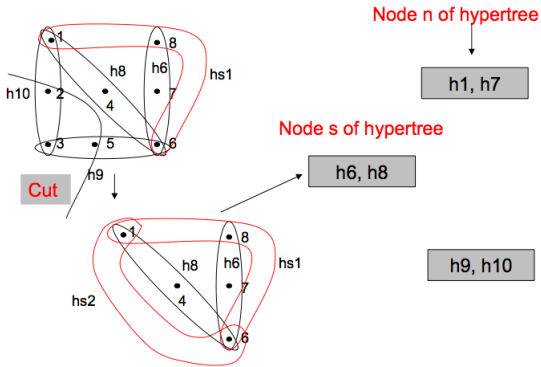 Node n of hypertree
1
8
h8
h6
hs1
h1, h7
h10
2
4
7
Node s of hypertree
3
5
6
h9
h6, h8
Cut
1
8
h8
h6
hs1
h9, h10
hs2
4
7
6